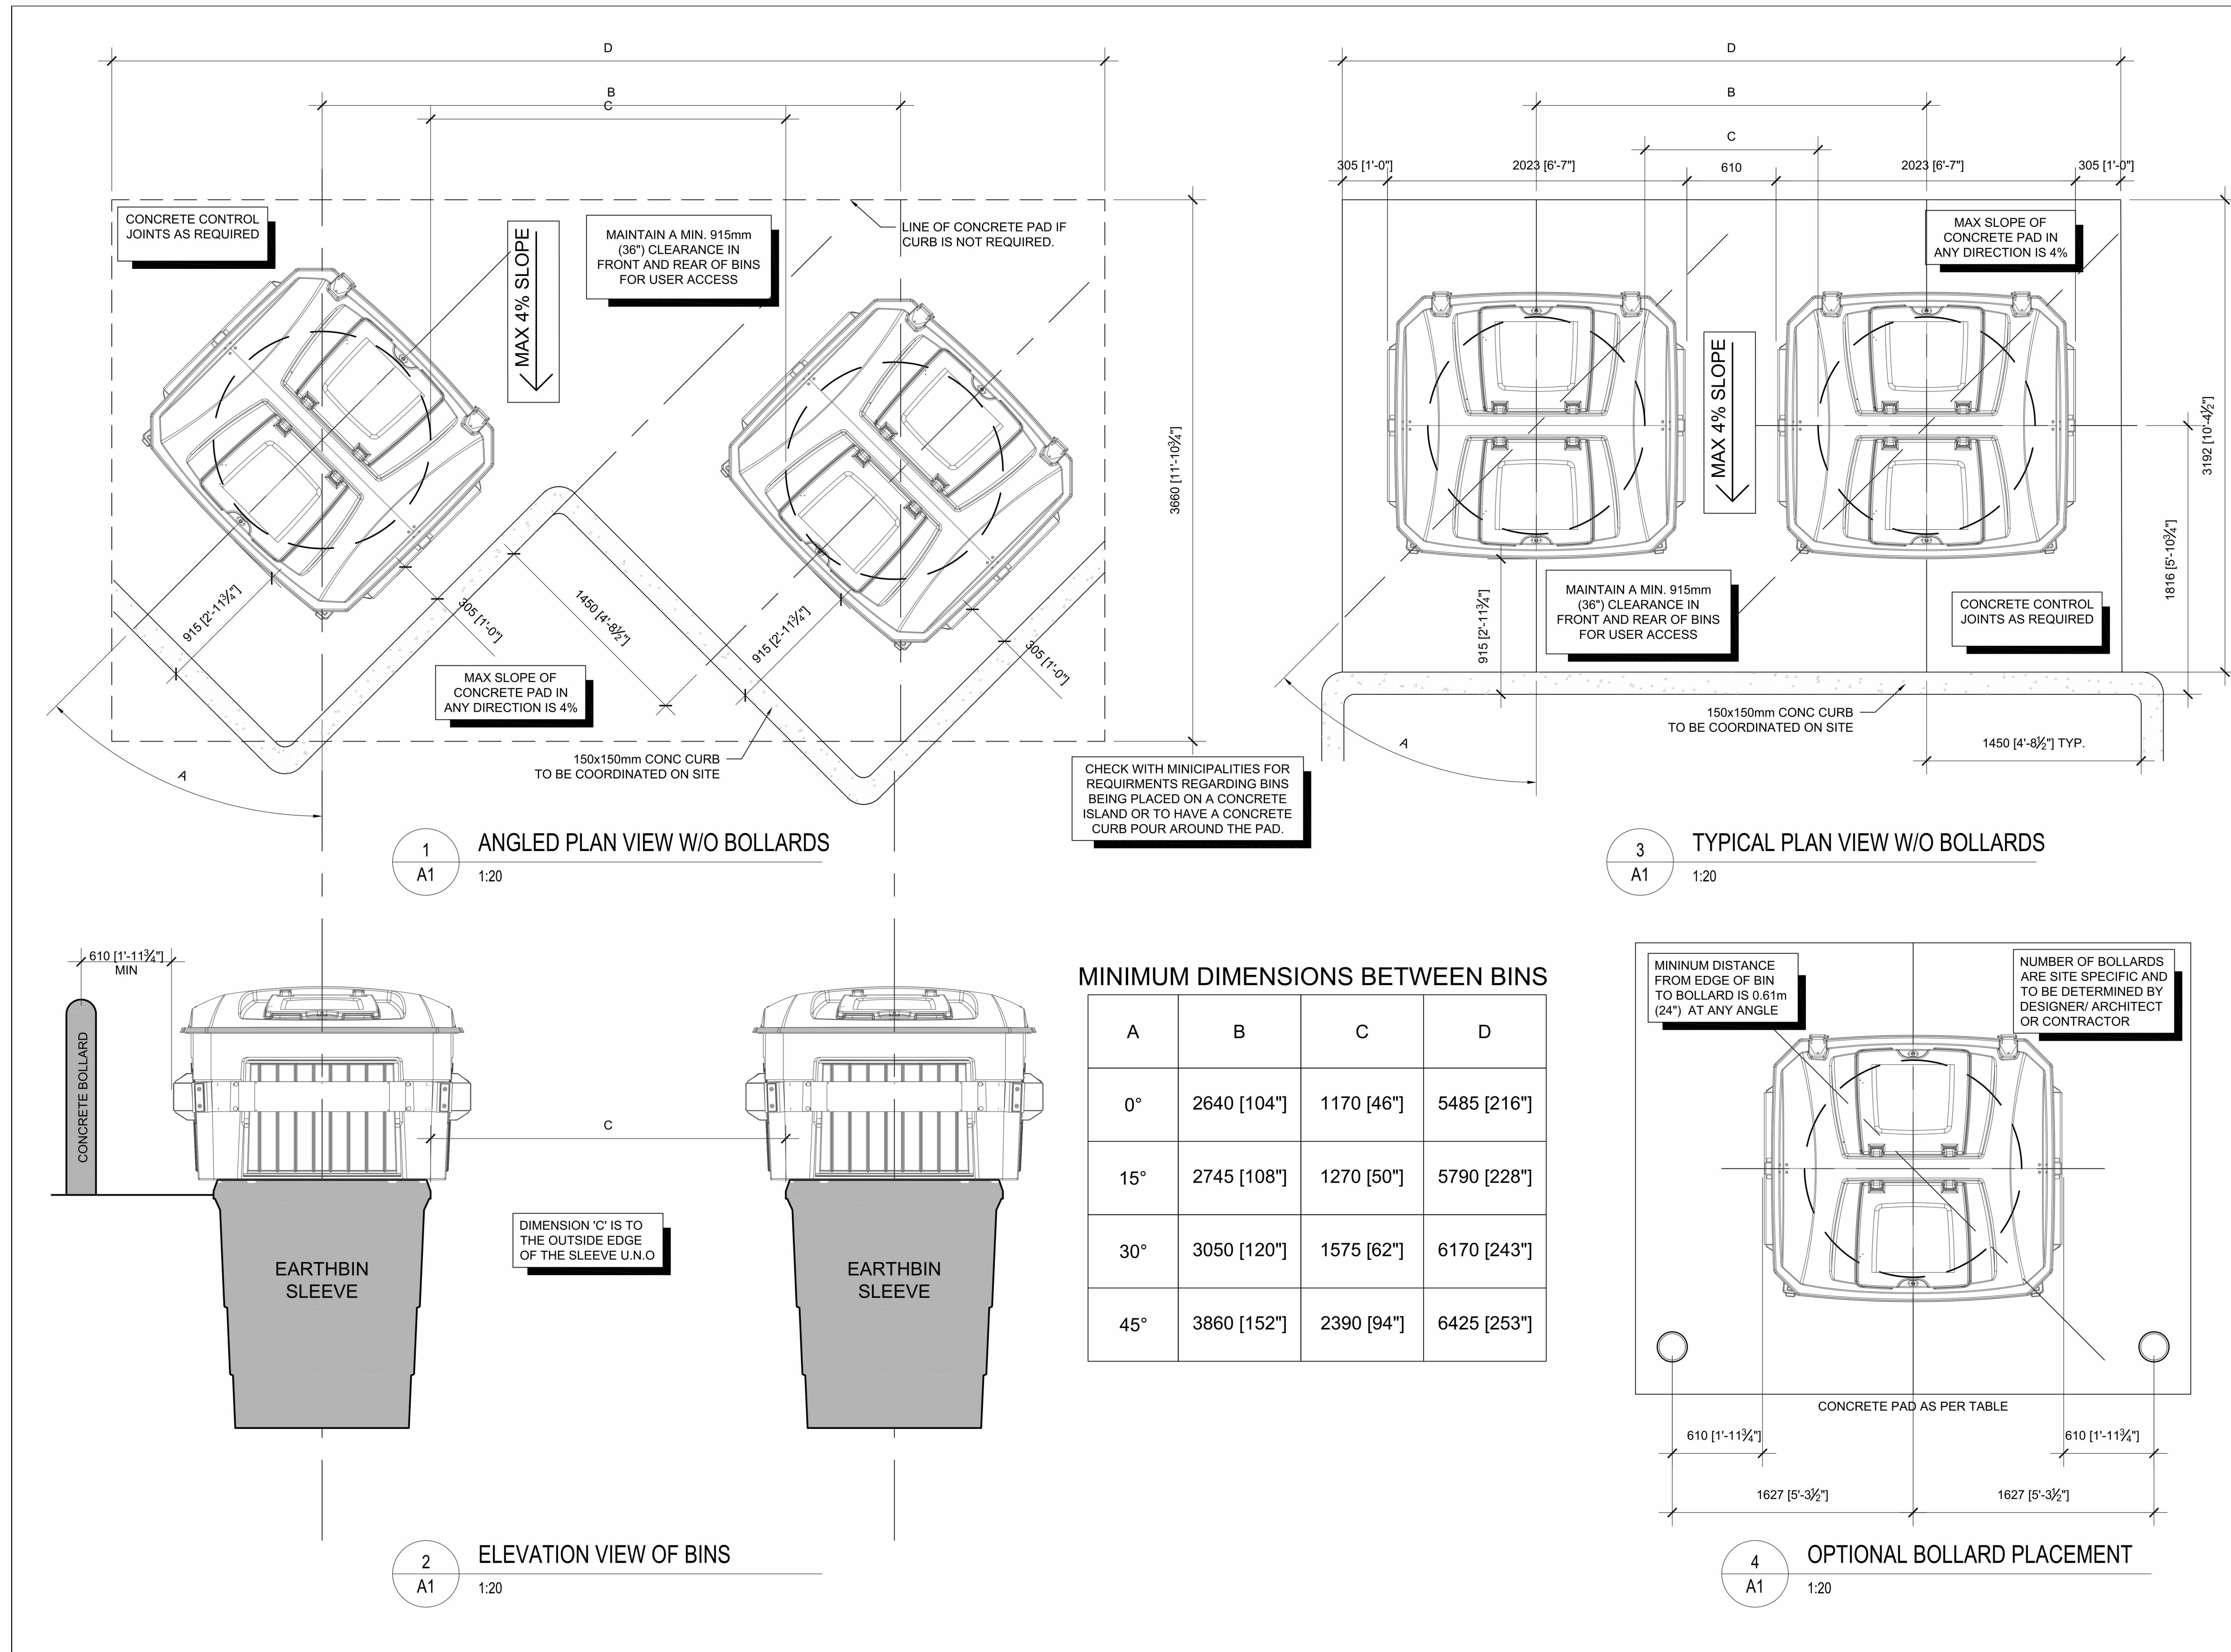 D
B
C
CONCRETE CONTROL
JOINTS AS REQUIRED
MAX 4% SLOPE
MAINTAIN A MIN. 915mm
(36") CLEARANCE IN
FRONT AND REAR OF BINS
FOR USER ACCESS
LINE OF CONCRETE PAD IF
CURB IS NOT REQUIRED.
3660 [11'-10¾"]
915 [2'-11¾"]
305 [1'-0"]
1450 [4'-8½"]
915 [2'-11¾"]
305 [1'-0"]
MAX SLOPE OF
CONCRETE PAD IN
ANY DIRECTION IS 4%
A
150x150mm CONC CURB
TO BE COORDINATED ON SITE
CHECK WITH MINICIPALITIES FOR
REQUIRMENTS REGARDING BINS
BEING PLACED ON A CONCRETE
ISLAND OR TO HAVE A CONCRETE
CURB POUR AROUND THE PAD.
1
A1
ANGLED PLAN VIEW W/O BOLLARDS
1:20
D
B
C
305 [1'-0"]
2023 [6'-7"]
610
2023 [6'-7"]
305 [1'-0"]
MAX SLOPE OF
CONCRETE PAD IN
ANY DIRECTION IS 4%
MAX 4% SLOPE
3192 [10'-4½"]
1816 [5'-10¾"]
915 [2'-11¾"]
MAINTAIN A MIN. 915mm
(36") CLEARANCE IN
FRONT AND REAR OF BINS
FOR USER ACCESS
CONCRETE CONTROL
JOINTS AS REQUIRED
150x150mm CONC CURB
TO BE COORDINATED ON SITE
A
1450 [4'-8½"] TYP.
3
A1
TYPICAL PLAN VIEW W/O BOLLARDS
1:20
610 [1'-11¾"]
MIN
CONCRETE BOLLARD
C
EARTHBIN
SLEEVE
DIMENSION 'C' IS TO
THE OUTSIDE EDGE
OF THE SLEEVE U.N.O
EARTHBIN
SLEEVE
2
A1
ELEVATION VIEW OF BINS
1:20
MINIMUM DIMENSIONS BETWEEN BINS
A B C D
0° 2640 [104"] 1170 [46"] 5485 [216"]
15° 2745 [108"] 1270 [50"] 5790 [228"]
30° 3050 [120"] 1575 [62"] 6170 [243"]
45° 3860 [152"] 2390 [94"] 6425 [253"]
MININUM DISTANCE
FROM EDGE OF BIN
TO BOLLARD IS 0.61m
(24") AT ANY ANGLE
NUMBER OF BOLLARDS
ARE SITE SPECIFIC AND
TO BE DETERMINED BY
DESIGNER/ ARCHITECT
OR CONTRACTOR
CONCRETE PAD AS PER TABLE
610 [1'-11¾"]
610 [1'-11¾"]
1627 [5'-3½"]
1627 [5'-3½"]
4
A1
OPTIONAL BOLLARD PLACEMENT
1:20